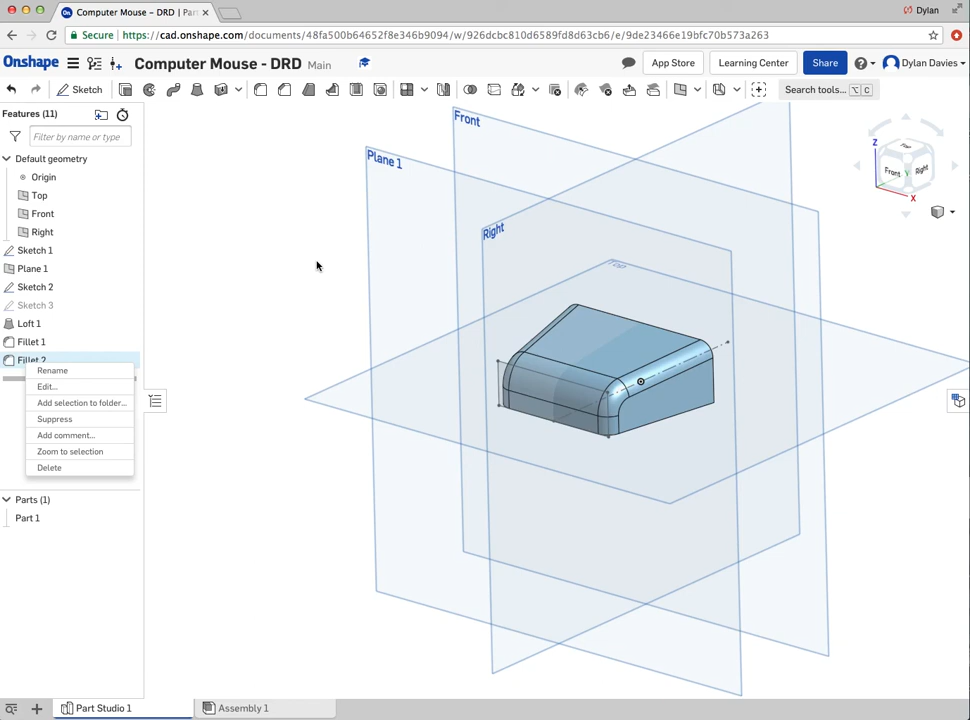 Computer Mouse - DRD | Par
Dylan
Secure
https://cad.onshape.com/documents/48fa500b64652f8e346b9094/w/926dcbc810d6589fd8d63cb6/e/9de23466e19bfc70b573a263
Onshape
Computer Mouse - DRD Main
App Store
Learning Center
Share
Dylan Davies
Sketch
Search tools... ⌥ C
Features (11)
Filter by name or type
Default geometry
Origin
Top
Front
Right
Sketch 1
Plane 1
Sketch 2
Sketch 3
Loft 1
Fillet 1
Fillet 2
Rename
Edit...
Add selection to folder...
Suppress
Add comment...
Zoom to selection
Delete
Parts (1)
Part 1
Front
Plane 1
Right
Top
Z
Front
Right
Y
X
Part Studio 1
Assembly 1